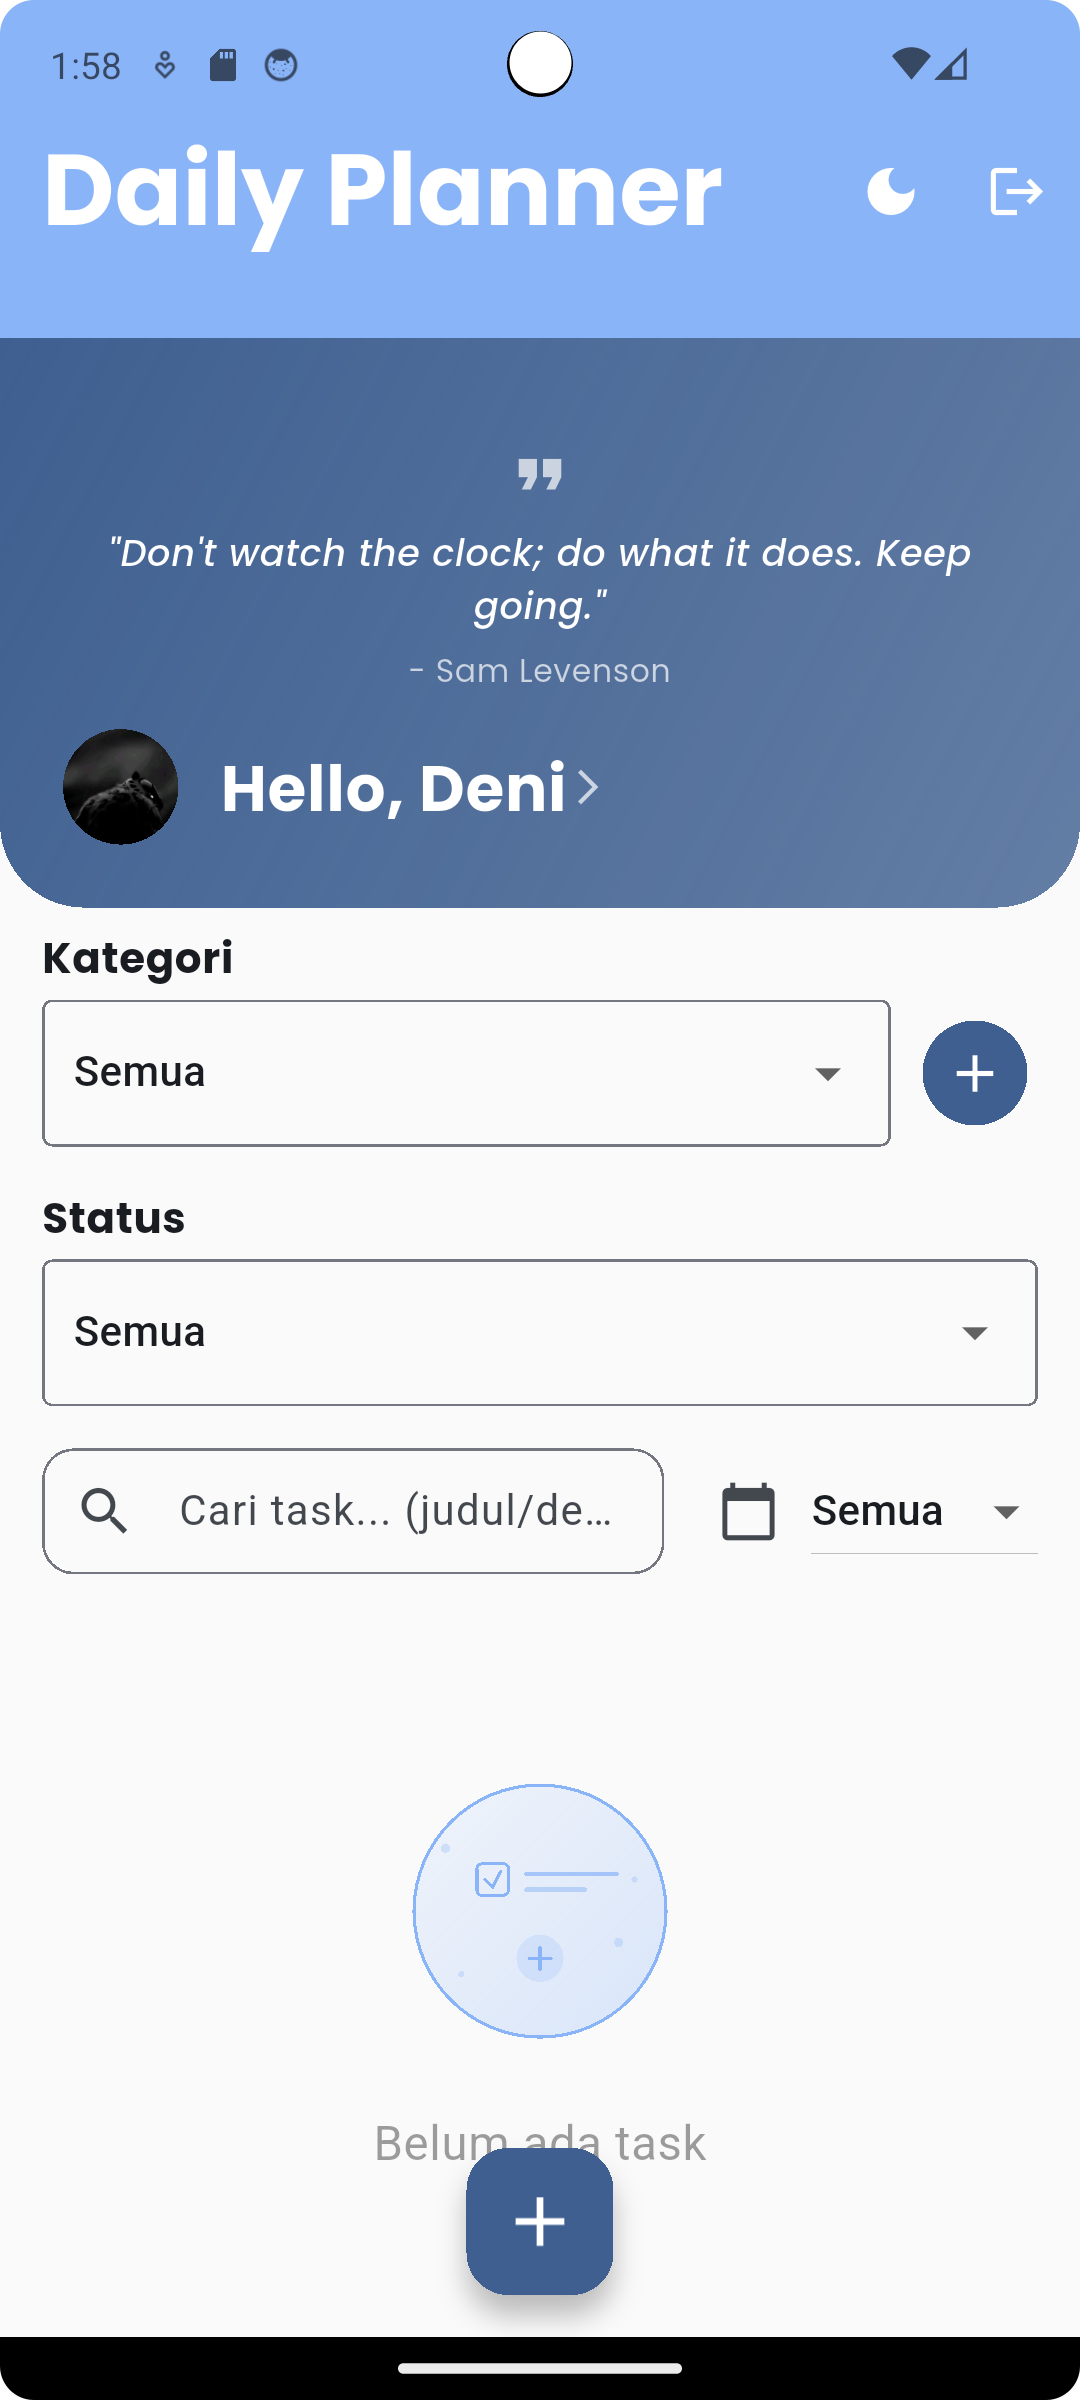 1:58
Daily Planner
"Don't watch the clock; do what it does. Keep
going."
- Sam Levenson
Hello, Deni
Kategori
Semua
Status
Semua
Cari task... (judul/de...
Semua
Belum ada task